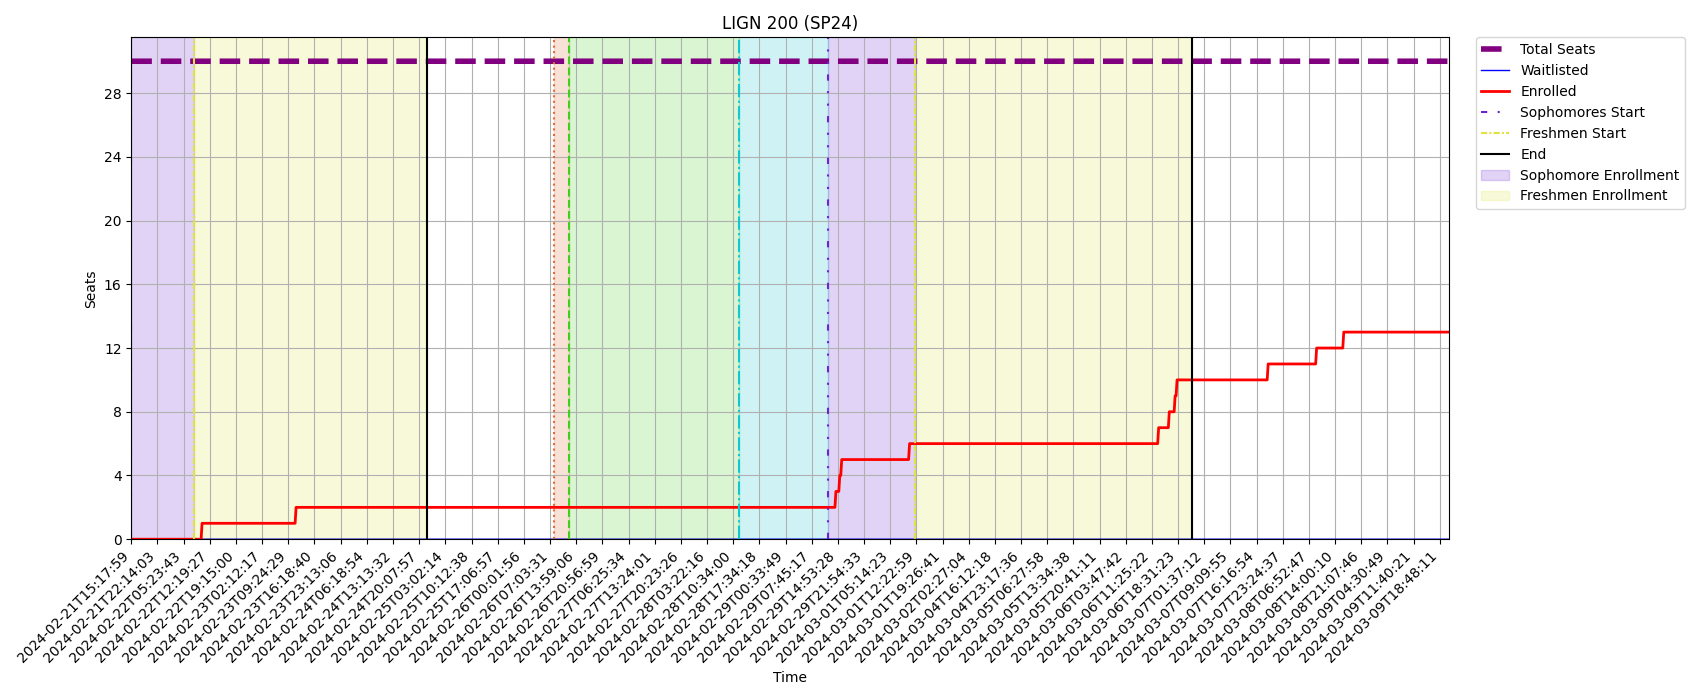 LIGN 200 (SP24)
Total Seats
Waitlisted
Enrolled
Sophomores Start
Freshmen Start
End
Sophomore Enrollment
Freshmen Enrollment
Seats
28
24
20
16
12
8
4
0
2024-02-21T15:17:59
2024-02-21T22:14:03
2024-02-22T05:23:43
2024-02-22T12:19:27
2024-02-22T19:15:00
2024-02-23T02:12:17
2024-02-23T09:24:29
2024-02-23T16:18:40
2024-02-23T23:13:06
2024-02-24T06:18:54
2024-02-24T13:13:32
2024-02-24T20:07:57
2024-02-25T03:02:14
2024-02-25T10:12:38
2024-02-25T17:06:57
2024-02-26T00:01:56
2024-02-26T07:03:31
2024-02-26T13:59:06
2024-02-26T20:56:59
2024-02-27T06:25:34
2024-02-27T13:24:01
2024-02-27T20:23:26
2024-02-28T03:22:16
2024-02-28T10:34:00
2024-02-28T17:34:18
2024-02-29T00:33:49
2024-02-29T07:45:17
2024-02-29T14:53:28
2024-02-29T21:54:33
2024-03-01T05:14:23
2024-03-01T12:22:59
2024-03-01T19:26:41
2024-03-02T02:27:04
2024-03-04T16:12:18
2024-03-04T23:17:36
2024-03-05T06:27:58
2024-03-05T13:34:38
2024-03-05T20:41:11
2024-03-06T03:47:42
2024-03-06T11:25:22
2024-03-06T18:31:23
2024-03-07T01:37:12
2024-03-07T09:09:55
2024-03-07T16:16:54
2024-03-07T23:24:37
2024-03-08T06:52:47
2024-03-08T14:00:10
2024-03-08T21:07:46
2024-03-09T04:30:49
2024-03-09T11:40:21
2024-03-09T18:48:11
Time